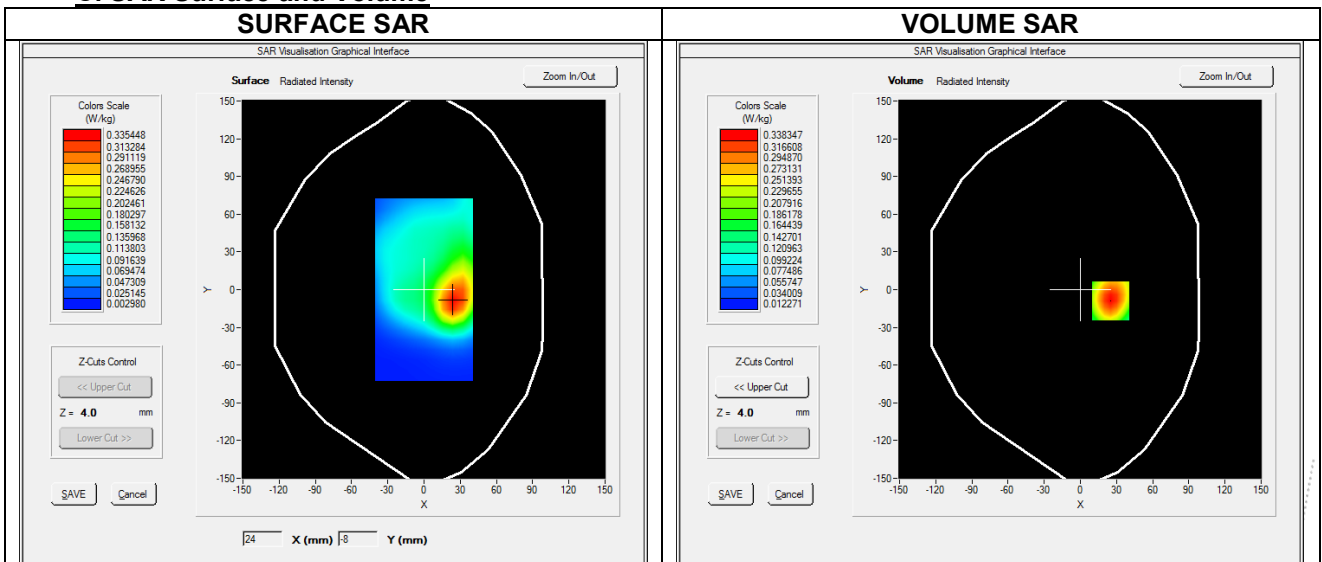 C. SAR Surface and Volume
SURFACE SAR
VOLUME SAR
SAR Visualisation Graphical Interface
Surface Radiated Intensity
Zoom In/Out
Colors Scale
(W/kg)
0.335448
0.313284
0.291119
0.268955
0.246790
0.224626
0.202461
0.180297
0.158132
0.135968
0.113803
0.091639
0.069474
0.047309
0.025145
0.002980
Z-Cuts Control
<< Upper Cut
Z = 4.0 mm
Lower Cut >>
SAVE Cancel
150
120
90
60
30
0
-30
-60
-90
-120
-150
Y
-150 -120 -90 -60 -30 0 30 60 90 120 150
X
24 X (mm) -8 Y (mm)
SAR Visualisation Graphical Interface
Volume Radiated Intensity
Zoom In/Out
Colors Scale
(W/kg)
0.338347
0.316608
0.294870
0.273131
0.251393
0.229655
0.207916
0.186178
0.164439
0.142701
0.120963
0.099224
0.077486
0.055747
0.034009
0.012271
Z-Cuts Control
<< Upper Cut
Z = 4.0 mm
Lower Cut >>
SAVE Cancel
150
120
90
60
30
0
-30
-60
-90
-120
-150
Y
-150 -120 -90 -60 -30 0 30 60 90 120 150
X